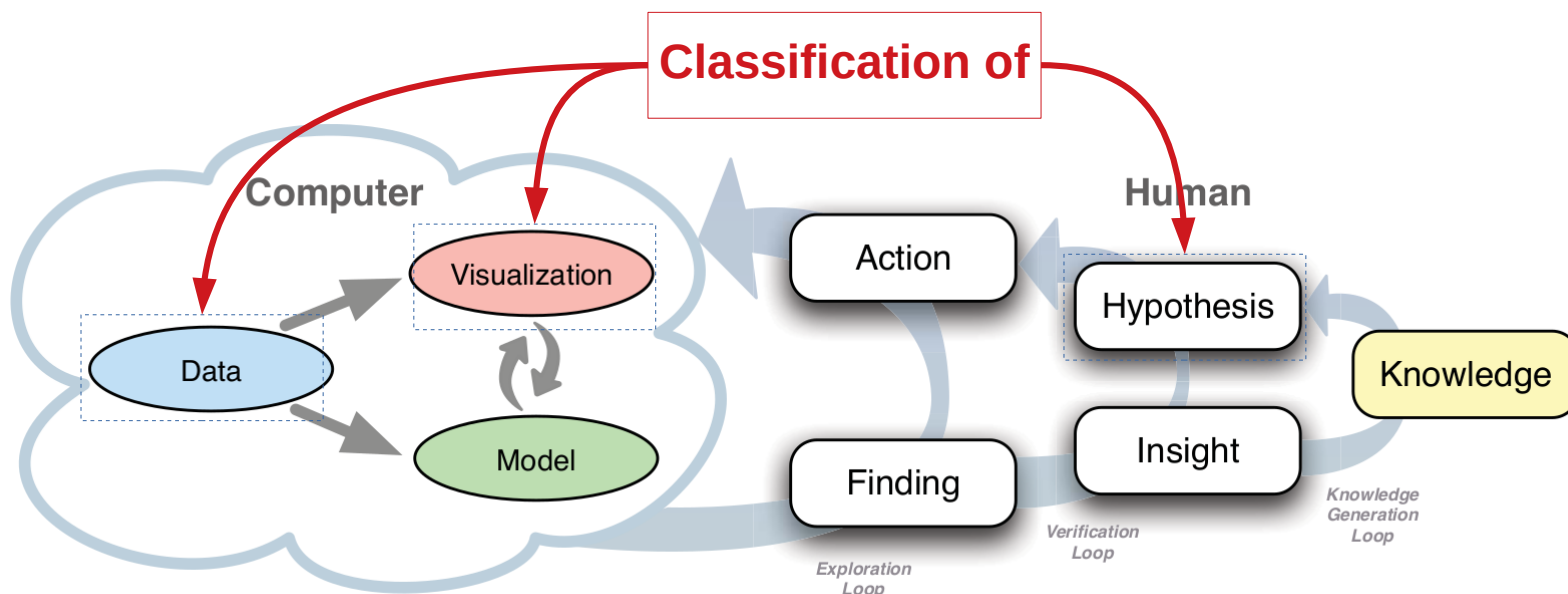 Classification of
Computer
Human
Visualization
Action
Hypothesis
Data
Knowledge
Model
Finding
Insight
Exploration
Loop
Verification
Loop
Knowledge
Generation
Loop